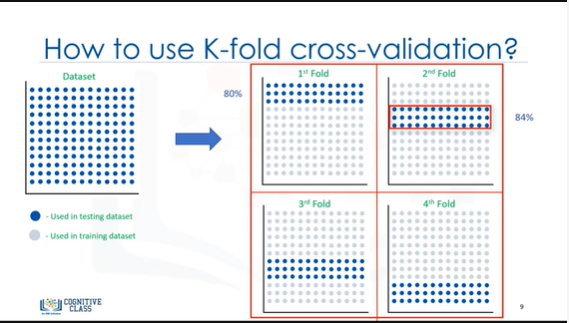 How to use K-fold cross-validation?
Dataset
1st Fold
2nd Fold
80%
84%
3rd Fold
4th Fold
- Used in testing dataset
- Used in training dataset
COGNITIVE
CLASS
9